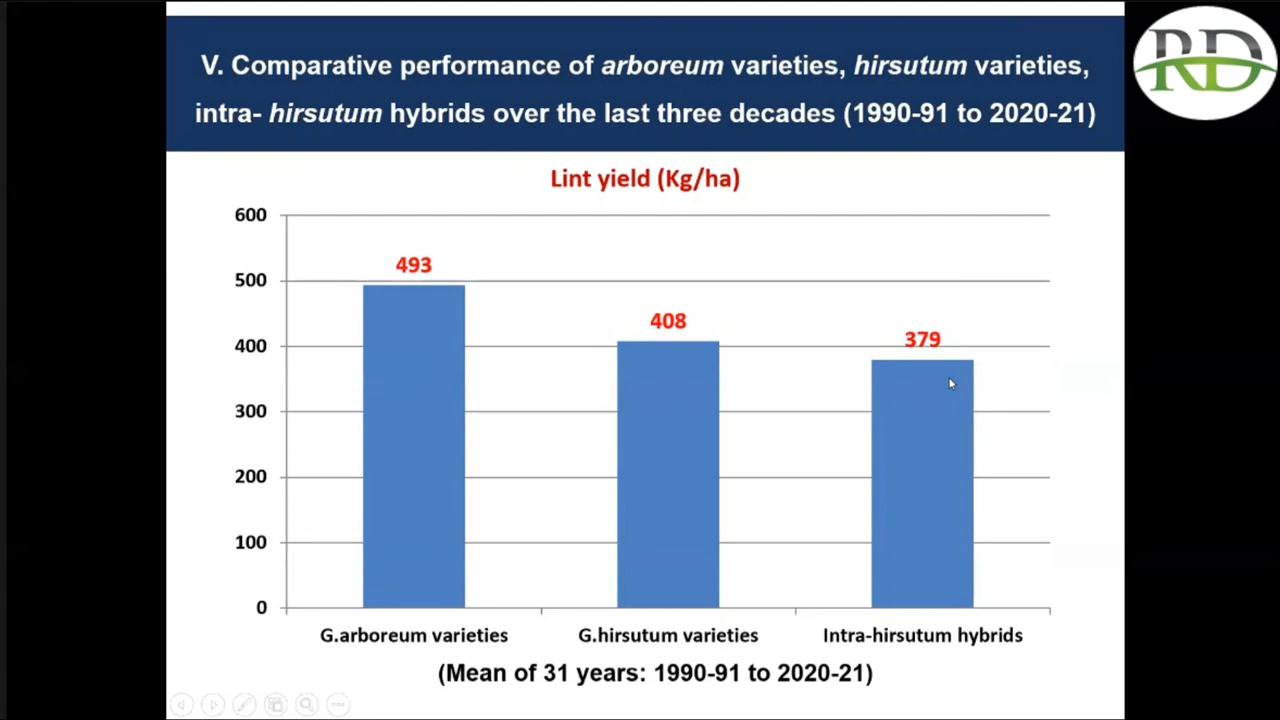 V. Comparative performance of arboreum varieties, hirsutum varieties,
intra- hirsutum hybrids over the last three decades (1990-91 to 2020-21)
RD
Lint yield (Kg/ha)
600
500
400
300
200
100
0
493
408
379
G.arboreum varieties
G.hirsutum varieties
Intra-hirsutum hybrids
(Mean of 31 years: 1990-91 to 2020-21)